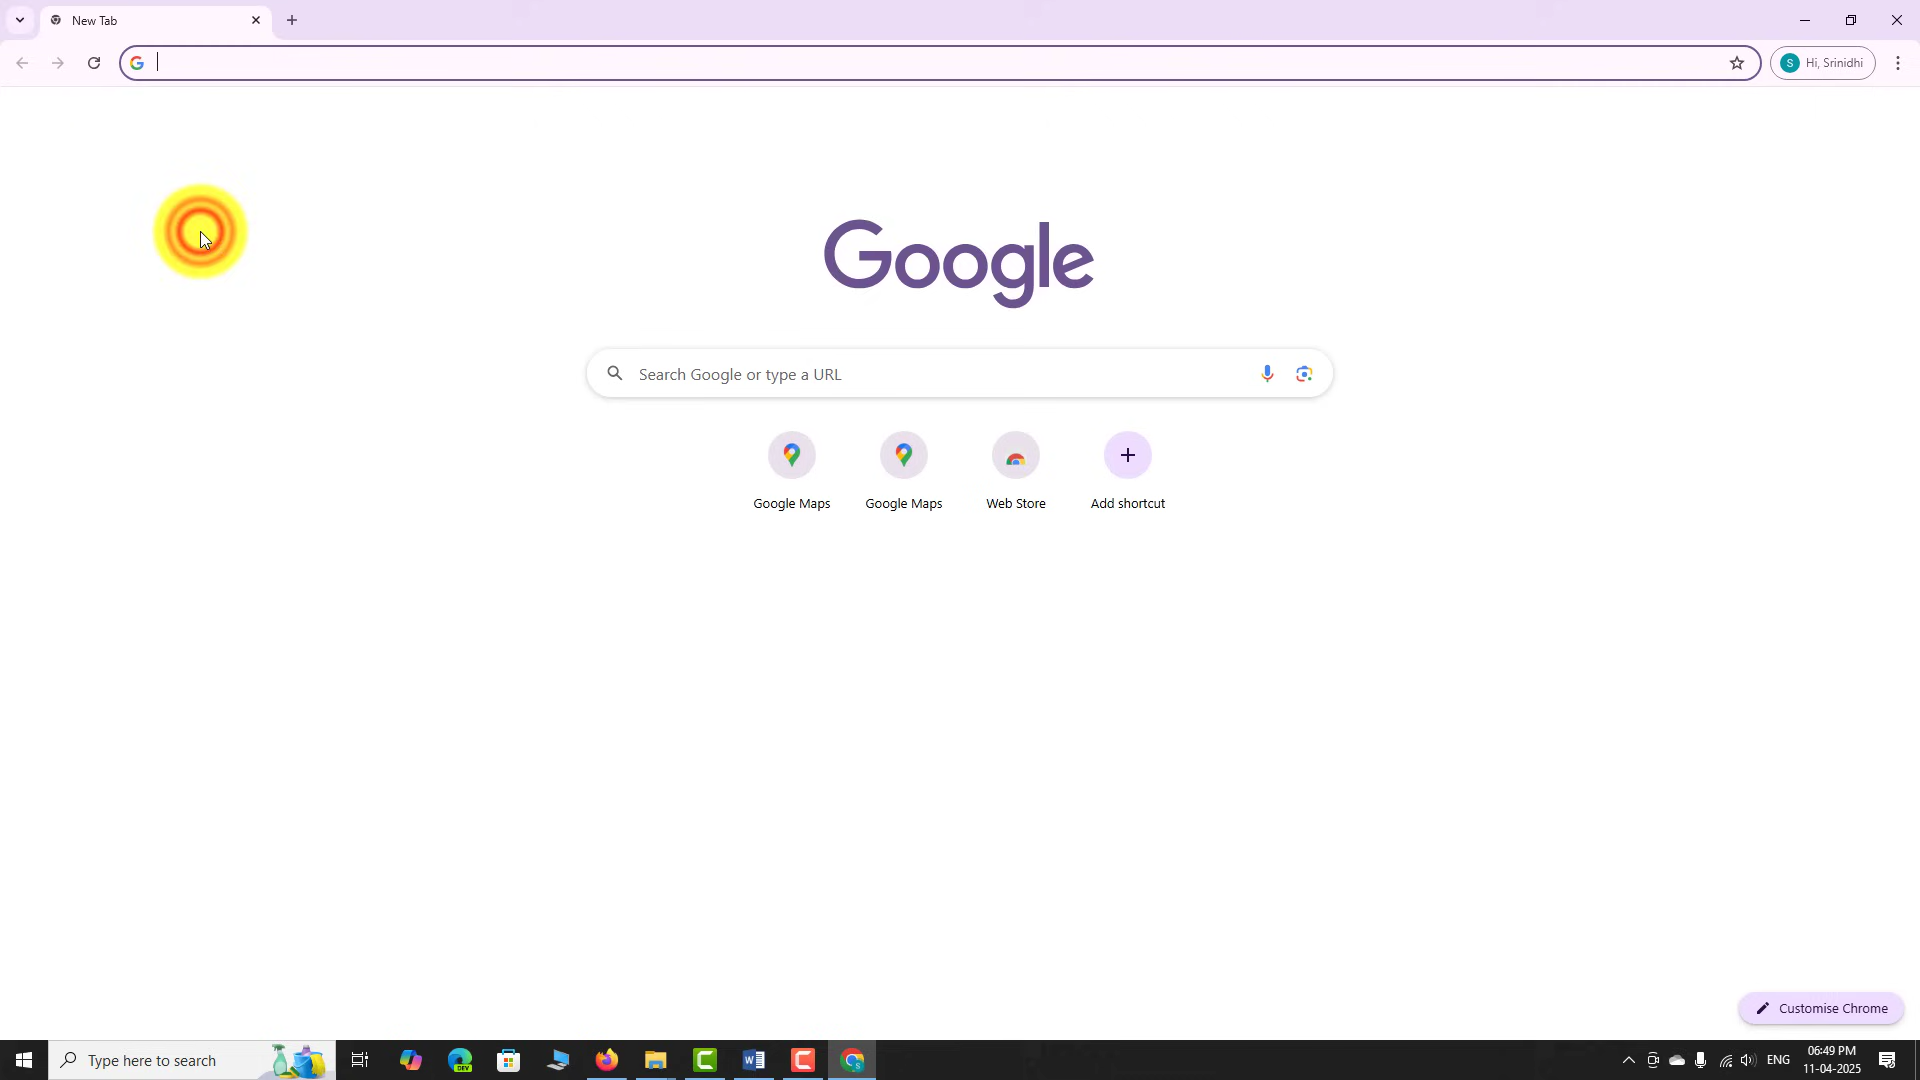 New Tab
Hi, Srinidhi
S
Google
Search Google or type a URL
Google Maps
Google Maps
Web Store
Add shortcut
Customise Chrome
Type here to search
DEV
ENG
06:49 PM
11-04-2025